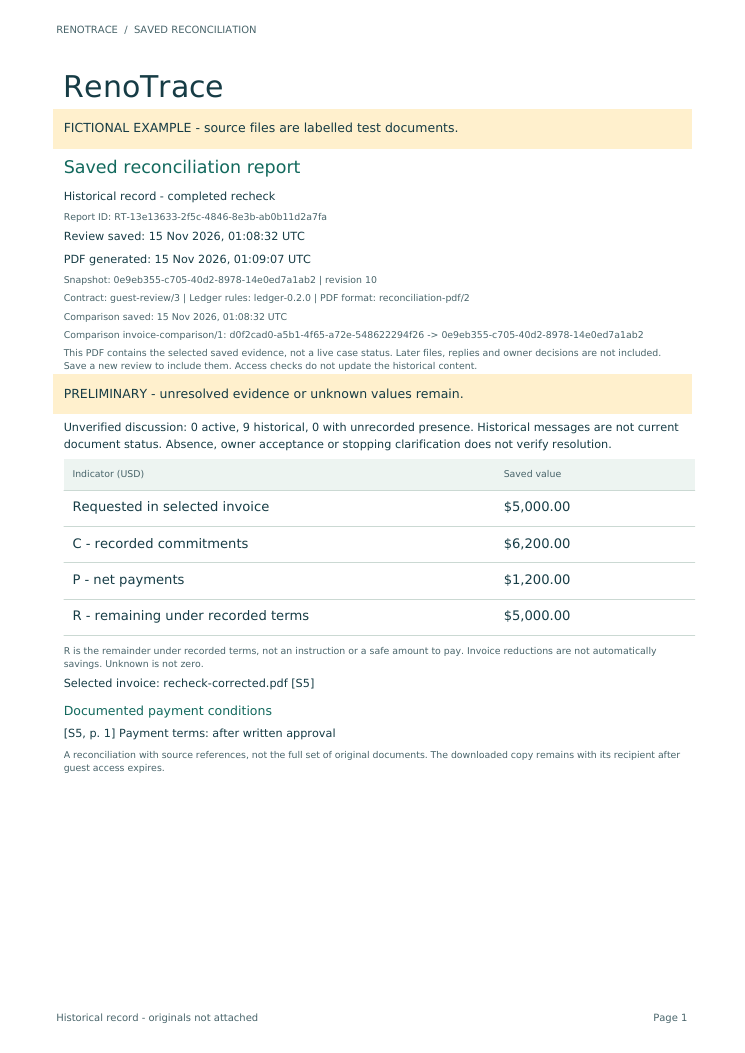 RENOTRACE / SAVED RECONCILIATION
RenoTrace
FICTIONAL EXAMPLE - source files are labelled test documents.
Saved reconciliation report
Historical record - completed recheck
Report ID: RT-13e13633-2f5c-4846-8e3b-ab0b11d2a7fa
Review saved: 15 Nov 2026, 01:08:32 UTC
PDF generated: 15 Nov 2026, 01:09:07 UTC
Snapshot: 0e9eb355-c705-40d2-8978-14e0ed7a1ab2 | revision 10
Contract: guest-review/3 | Ledger rules: ledger-0.2.0 | PDF format: reconciliation-pdf/2
Comparison saved: 15 Nov 2026, 01:08:32 UTC
Comparison invoice-comparison/1: d0f2cad0-a5b1-4f65-a72e-548622294f26 -> 0e9eb355-c705-40d2-8978-14e0ed7a1ab2
This PDF contains the selected saved evidence, not a live case status. Later files, replies and owner decisions are not included.
Save a new review to include them. Access checks do not update the historical content.
PRELIMINARY - unresolved evidence or unknown values remain.
Unverified discussion: 0 active, 9 historical, 0 with unrecorded presence. Historical messages are not current
document status. Absence, owner acceptance or stopping clarification does not verify resolution.
Indicator (USD) Saved value
Requested in selected invoice $5,000.00
C - recorded commitments $6,200.00
P - net payments $1,200.00
R - remaining under recorded terms $5,000.00
R is the remainder under recorded terms, not an instruction or a safe amount to pay. Invoice reductions are not automatically
savings. Unknown is not zero.
Selected invoice: recheck-corrected.pdf [S5]
Documented payment conditions
[S5, p. 1] Payment terms: after written approval
A reconciliation with source references, not the full set of original documents. The downloaded copy remains with its recipient after
guest access expires.
Historical record - originals not attached Page 1